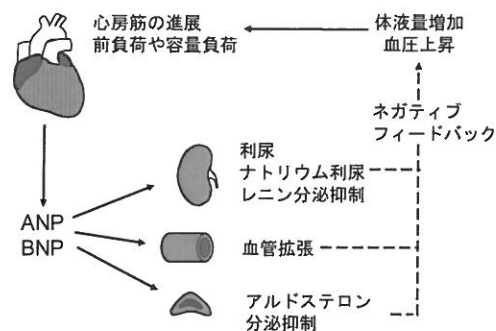 心房筋の進展
前負荷や容量負荷
体液量増加
血圧上昇
ネガティブ
フィードバック
利尿
ナトリウム利尿
レニン分泌抑制
ANP
BNP
血管拡張
アルドステロン
分泌抑制